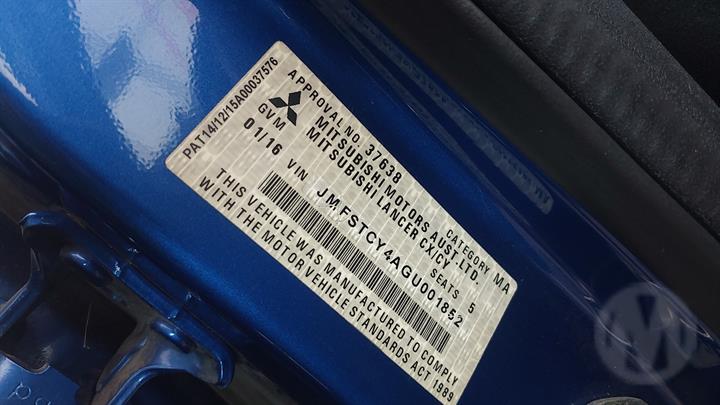 PAT14/12/15A00037576
APPROVAL NO. 37638 CATEGORY MA
MITSUBISHI MOTORS AUST.LTD.
GVM MITSUBISHI LANCER CX/CY.
01/16 SEATS 5
VIN JMFSTCY4AGU001852
THIS VEHICLE WAS MANUFACTURED TO COMPLY
WITH THE MOTOR VEHICLE STANDARDS ACT 1989